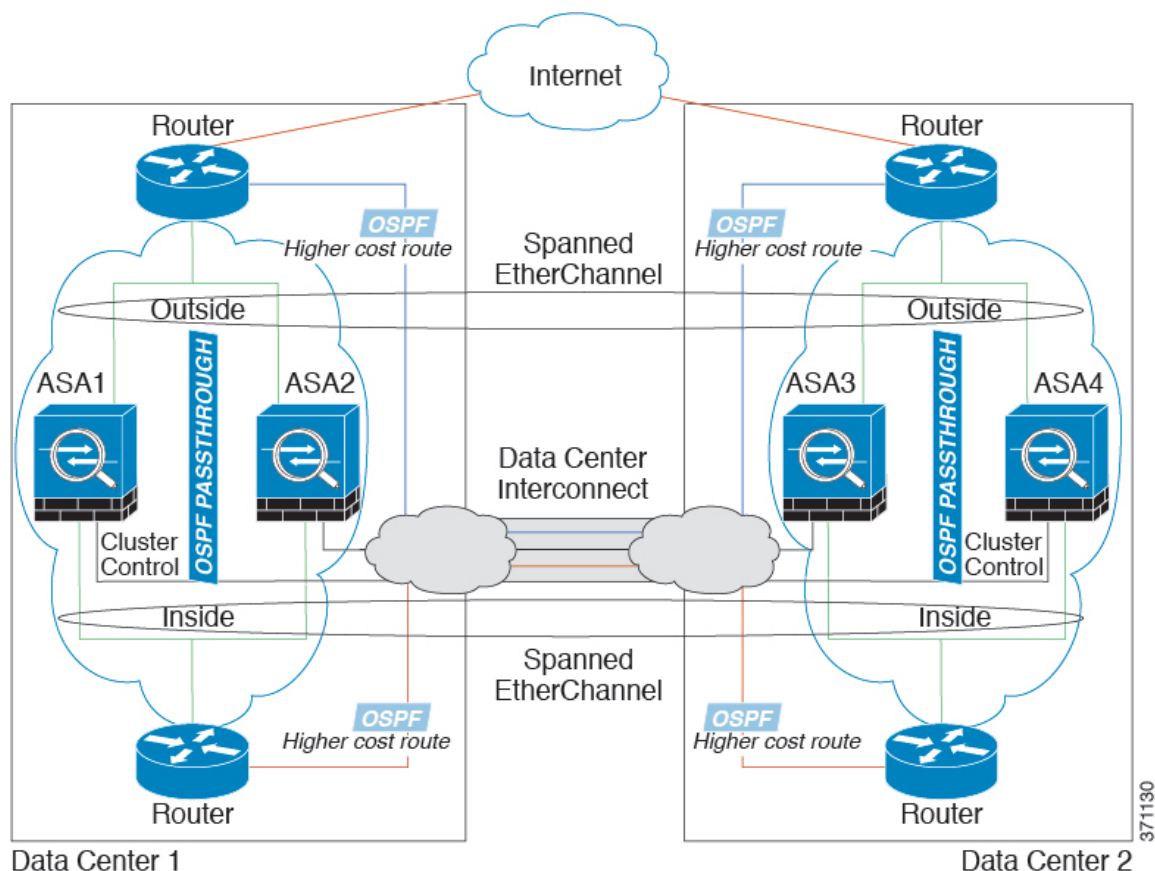 Internet
Router
Router
OSPF
Higher cost route
OSPF
Higher cost route
Spanned
EtherChannel
Outside
Outside
ASA1
OSPF PASSTHROUGH
ASA2
ASA3
OSPF PASSTHROUGH
ASA4
Data Center
Interconnect
Cluster
Control
Cluster
Control
Inside
Inside
Spanned
EtherChannel
OSPF
Higher cost route
OSPF
Higher cost route
Router
Router
371130
Data Center 1
Data Center 2